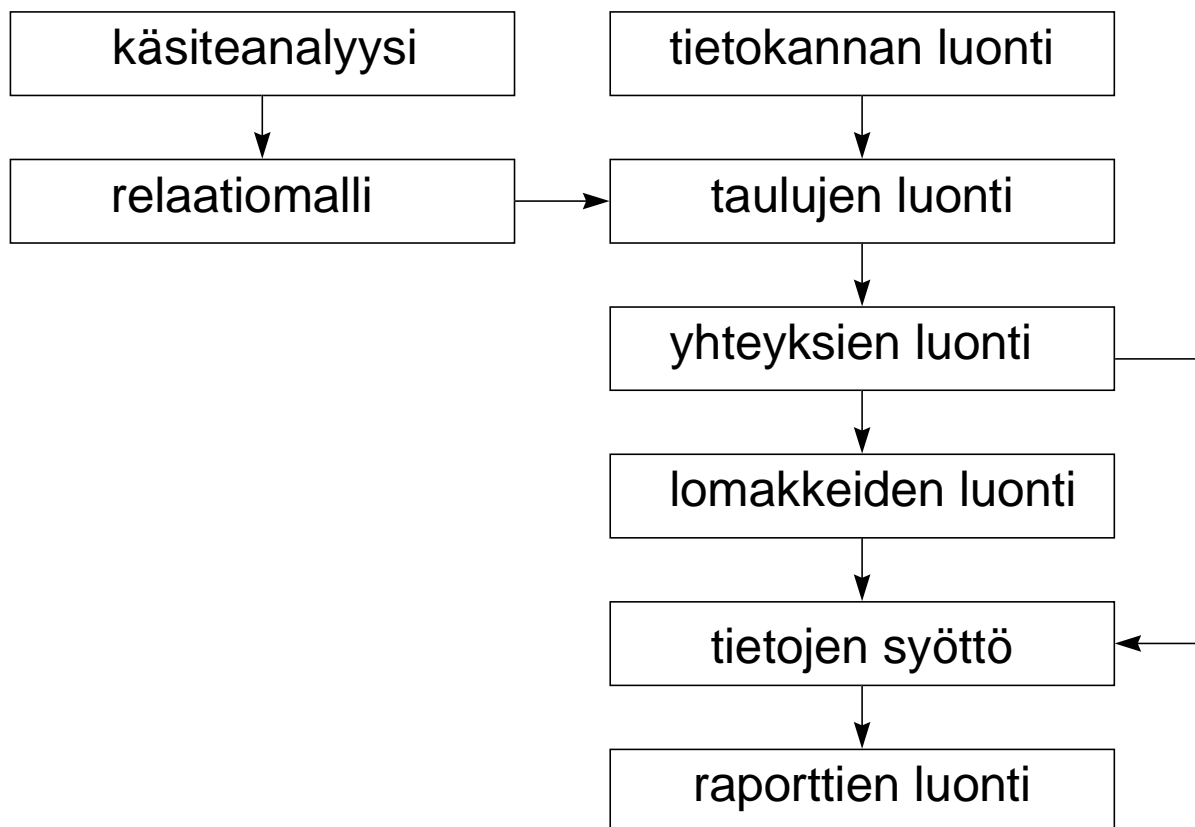 käsiteanalyysi
tietokannan luonti
relaatiomalli
taulujen luonti
yhteyksien luonti
lomakkeiden luonti
tietojen syöttö
raporttien luonti